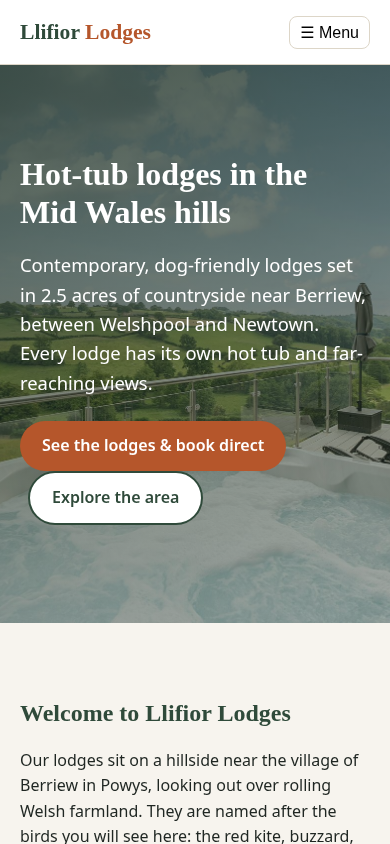 Llifior Lodges
☰ Menu
Hot-tub lodges in the
Mid Wales hills
Contemporary, dog-friendly lodges set
in 2.5 acres of countryside near Berriew,
between Welshpool and Newtown.
Every lodge has its own hot tub and far-
reaching views.
See the lodges & book direct
Explore the area
Welcome to Llifior Lodges
Our lodges sit on a hillside near the village of
Berriew in Powys, looking out over rolling
Welsh farmland. They are named after the
birds you will see here: the red kite, buzzard,